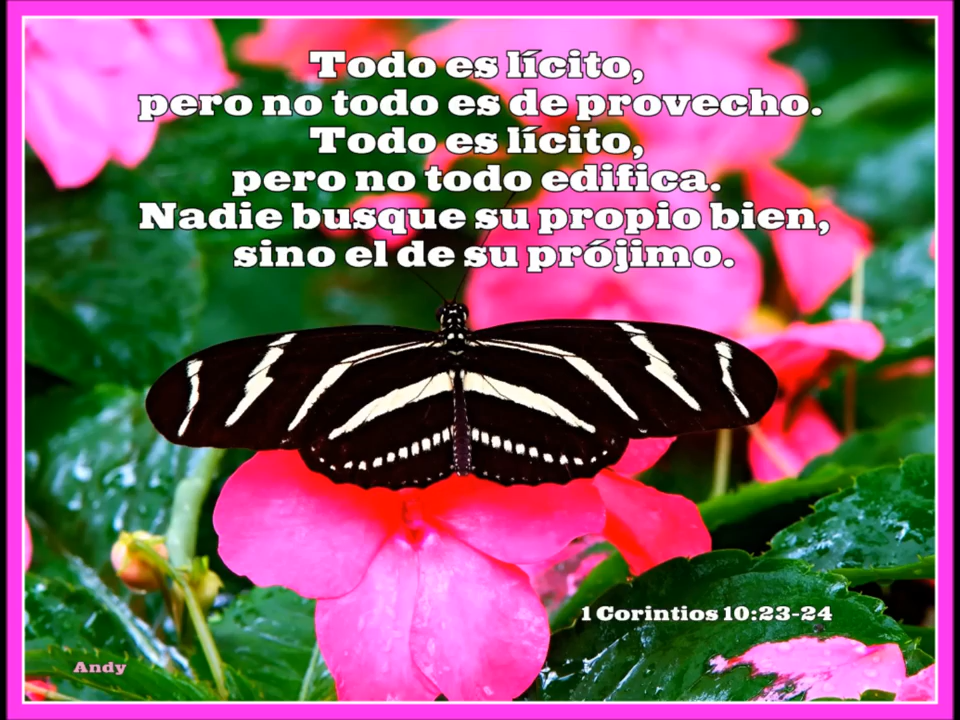 Todo es lícito,
pero no todo es de provecho.
Todo es lícito,
pero no todo edifica.
Nadie busque su propio bien,
sino el de su prójimo.
1 Corintios 10:23-24
Andy